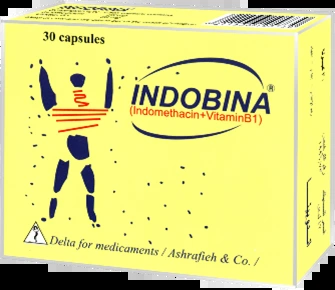 30 capsules
INDOBINA®
(Indomethacin+VitaminB1)
Delta for medicaments / Ashrafieh & Co. /